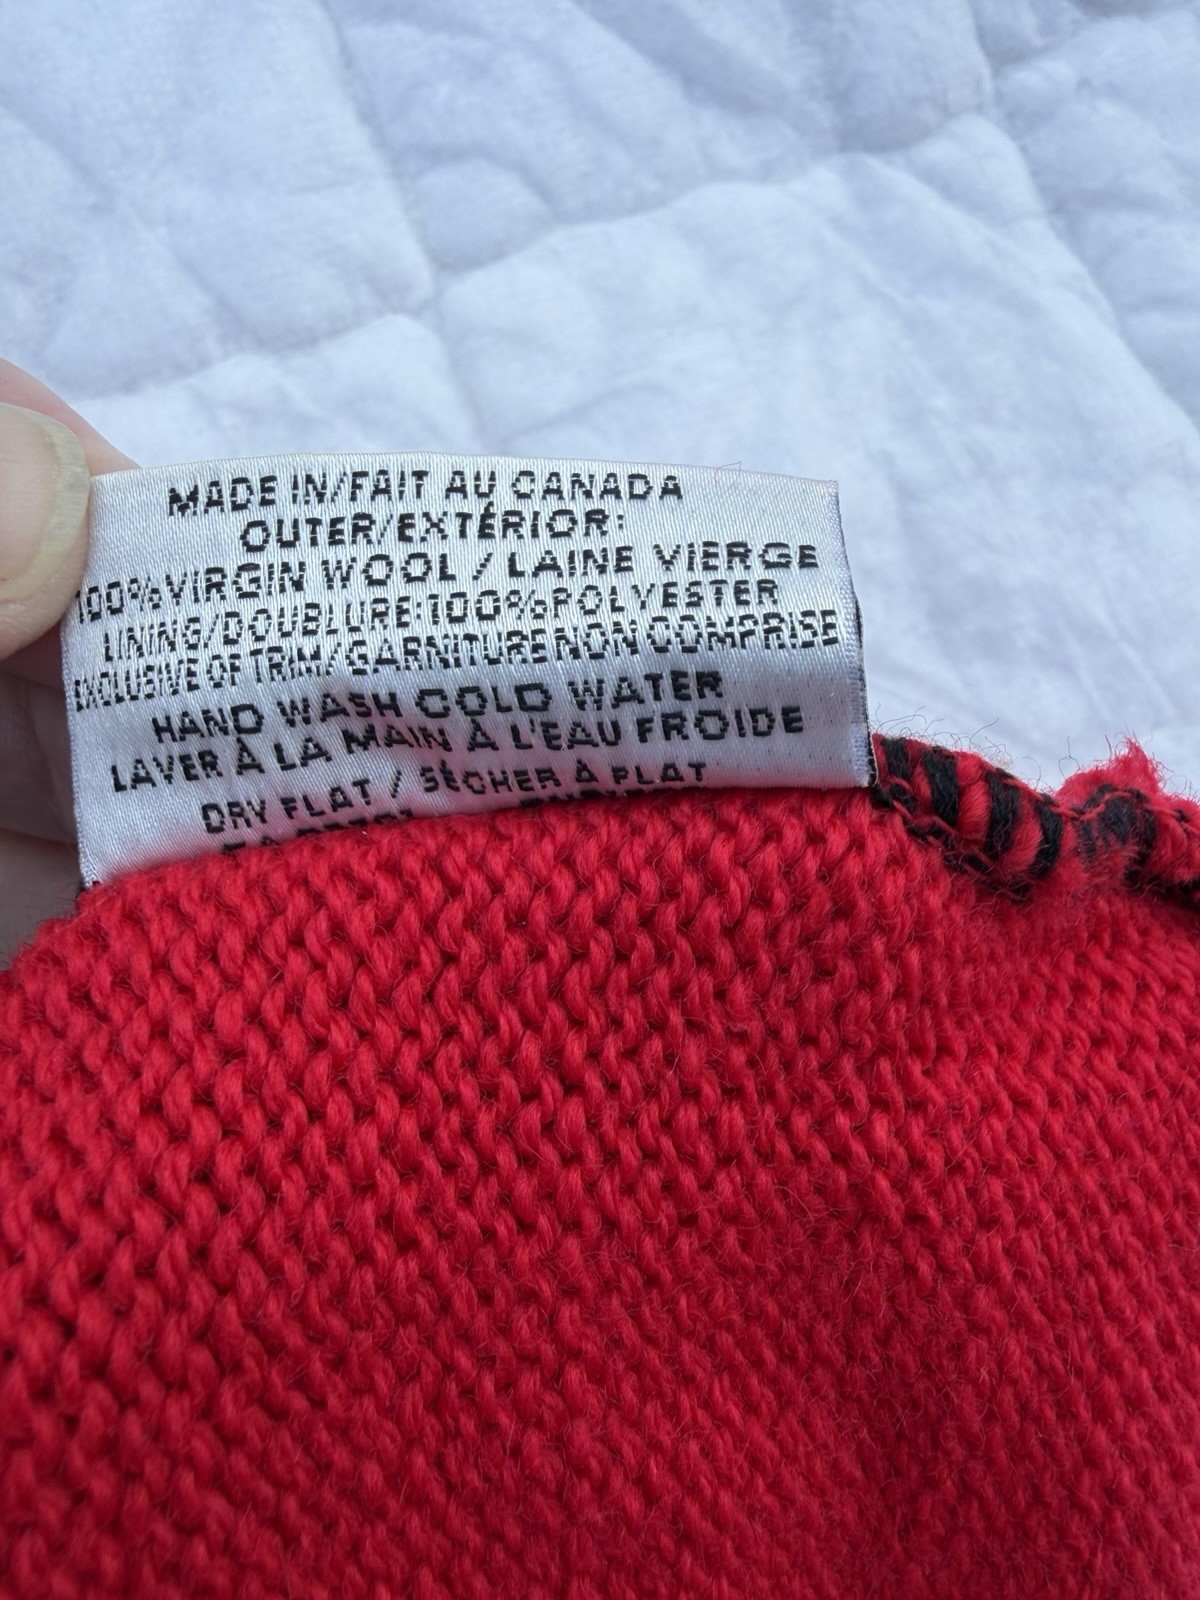 MADE IN/FAIT AU CANADA
OUTER/EXTÉRIOR:
100%VIRGIN WOOL / LAINE VIERGE
LINING/DOUBLURE:100%POLYESTER
EXCLUSIVE OF TRIM/GARNITURE NON COMPRISE
HAND WASH COLD WATER
LAVER À LA MAIN À L'EAU FROIDE
DRY FLAT / SÉCHER À PLAT